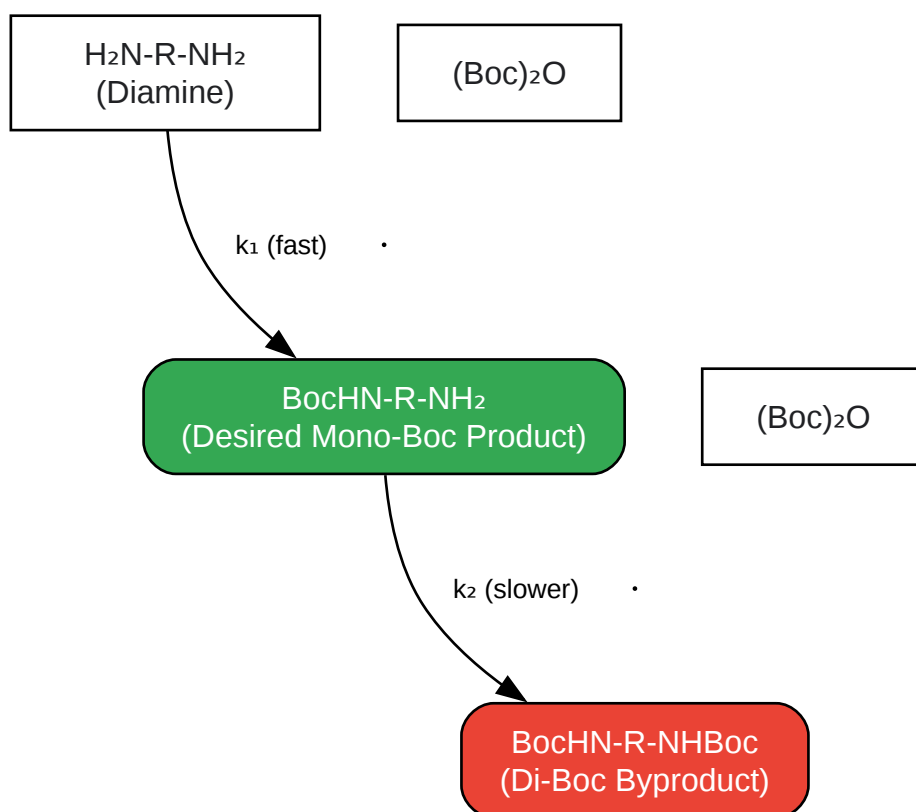 H₂N-R-NH₂
(Diamine)
(Boc)₂O
k₁ (fast)
BocHN-R-NH₂
(Desired Mono-Boc Product)
(Boc)₂O
k₂ (slower)
BocHN-R-NHBoc
(Di-Boc Byproduct)